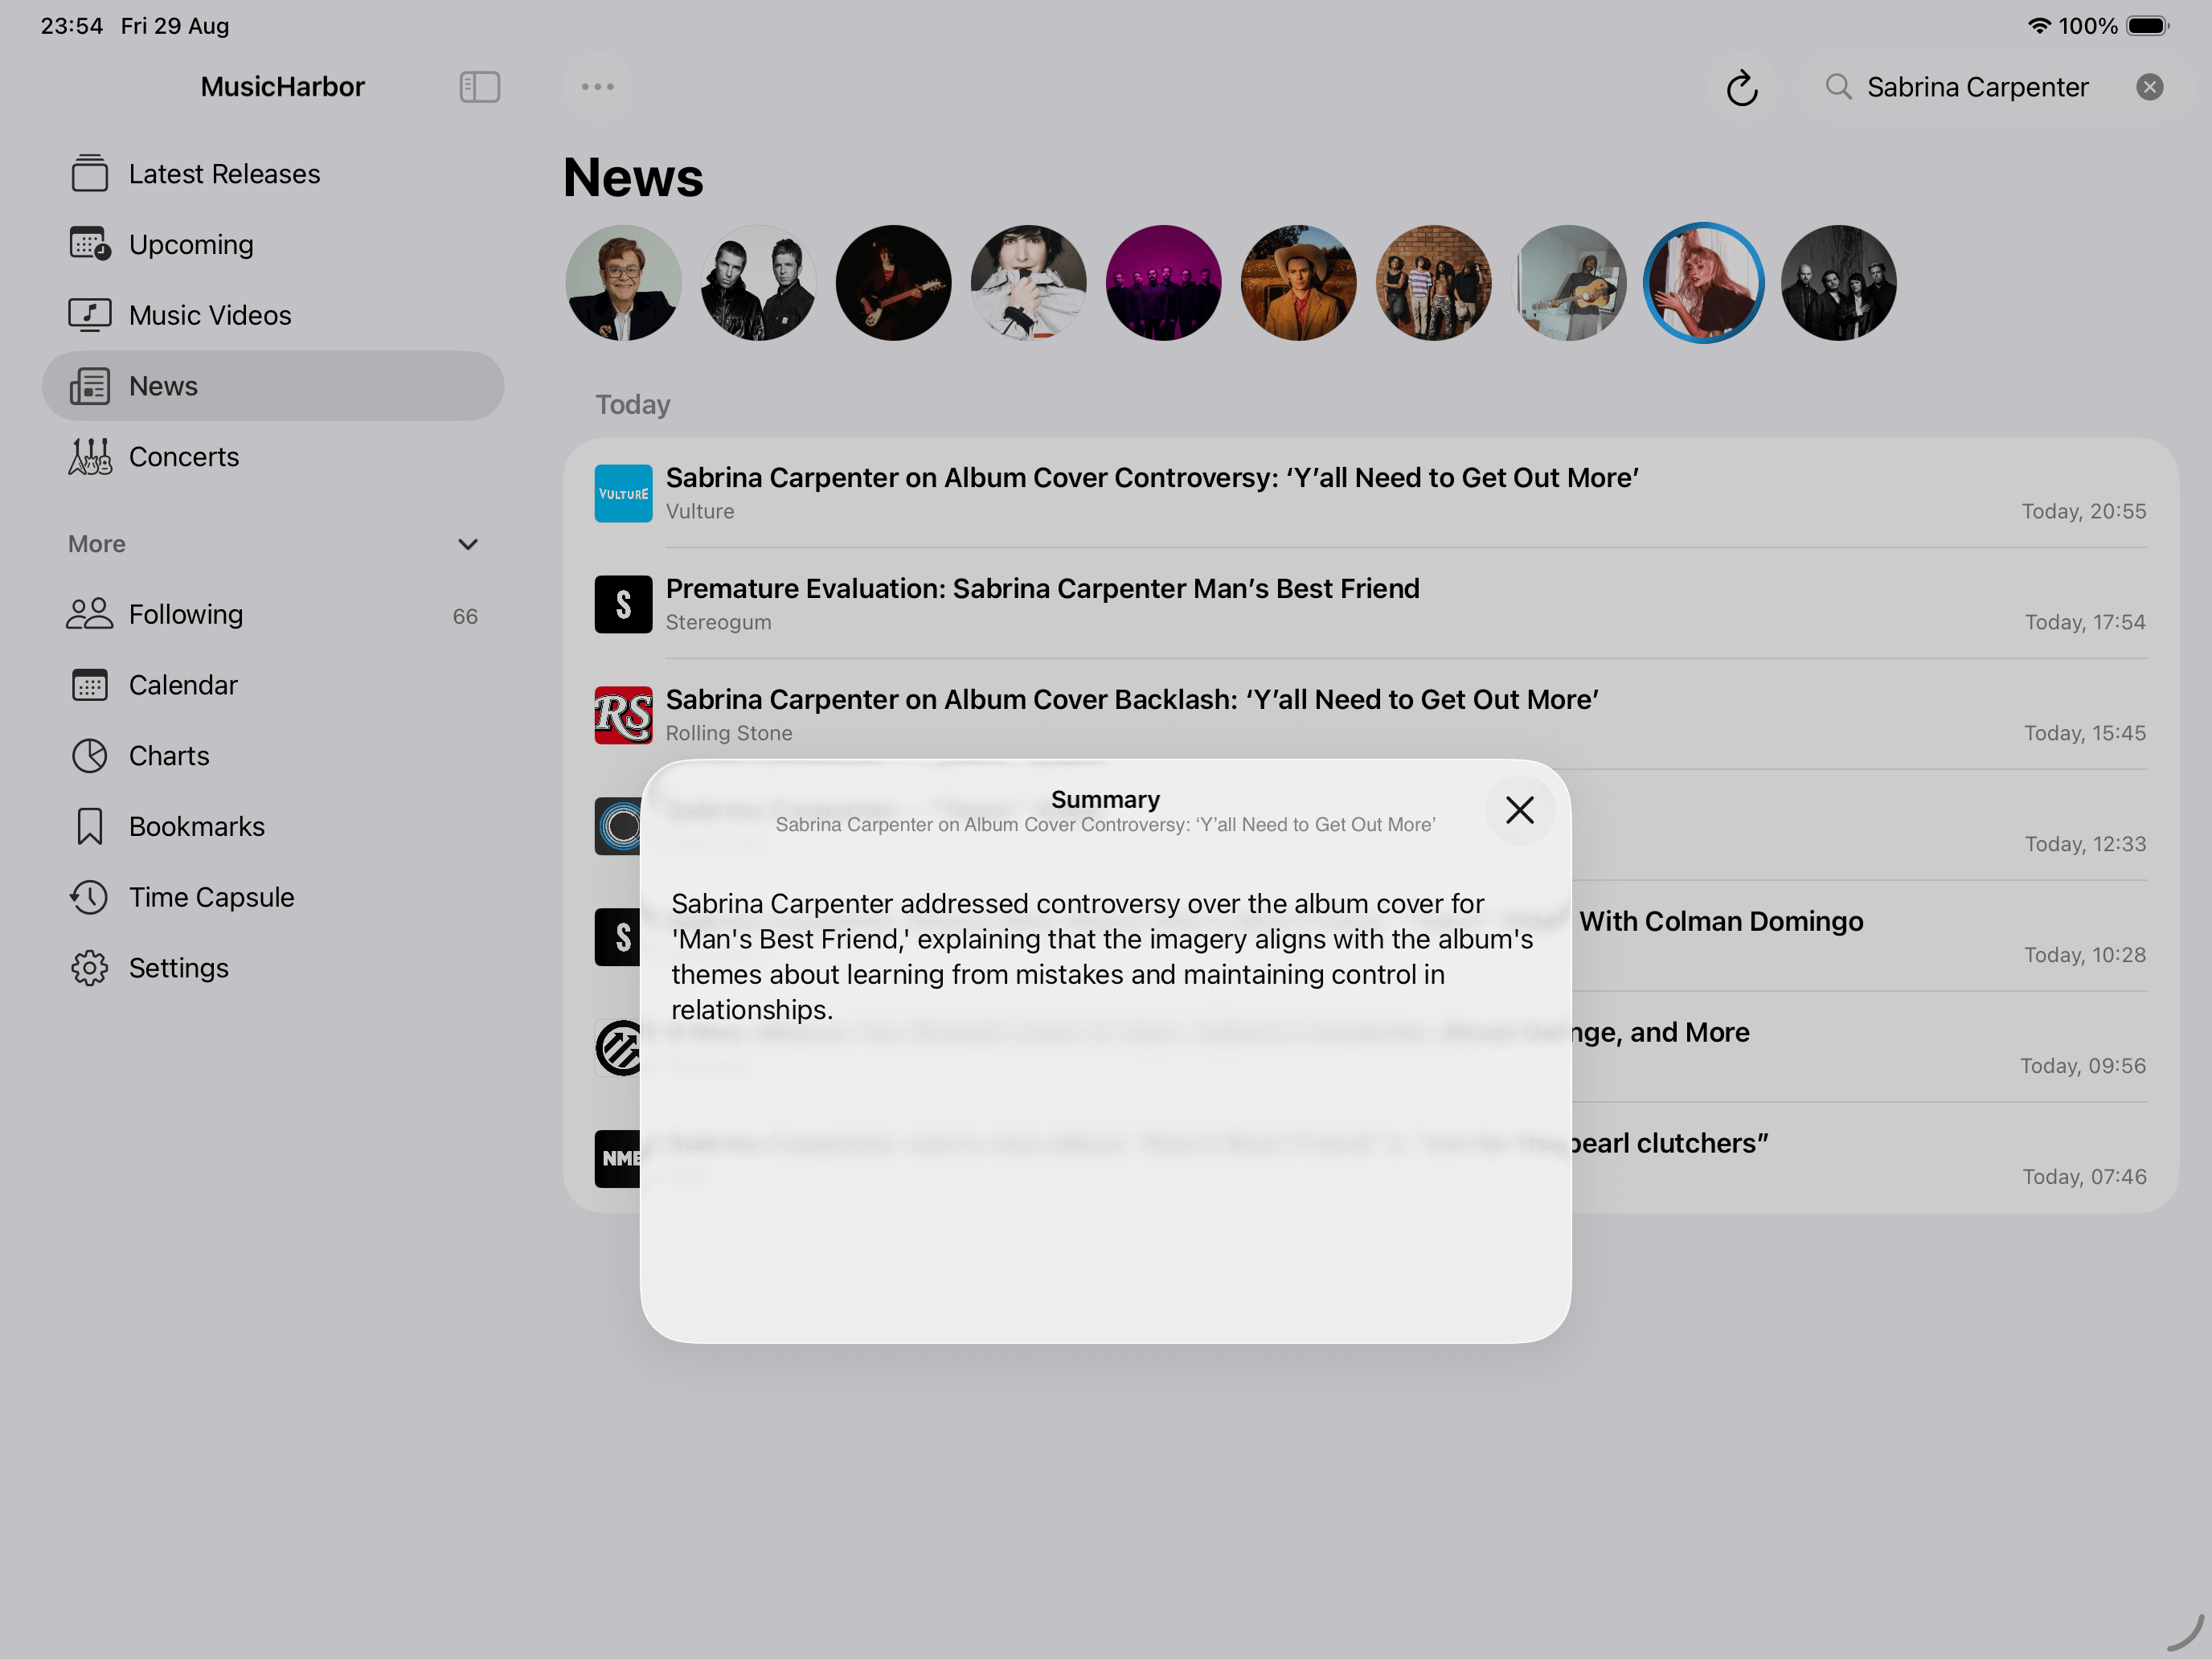 23:54 Fri 29 Aug
100%
MusicHarbor
Sabrina Carpenter
Latest Releases
Upcoming
Music Videos
News
Concerts
More
Following 66
Calendar
Charts
Bookmarks
Time Capsule
Settings
News
Today
VULTURE
Sabrina Carpenter on Album Cover Controversy: ‘Y’all Need to Get Out More’
Vulture
Today, 20:55
S
Premature Evaluation: Sabrina Carpenter Man’s Best Friend
Stereogum
Today, 17:54
RS
Sabrina Carpenter on Album Cover Backlash: ‘Y’all Need to Get Out More’
Rolling Stone
Today, 15:45
Today, 12:33
S
With Colman Domingo
Today, 10:28
nge, and More
Today, 09:56
NME
pearl clutchers”
Today, 07:46
Summary
Sabrina Carpenter on Album Cover Controversy: ‘Y’all Need to Get Out More’
Sabrina Carpenter addressed controversy over the album cover for
'Man's Best Friend,' explaining that the imagery aligns with the album's
themes about learning from mistakes and maintaining control in
relationships.